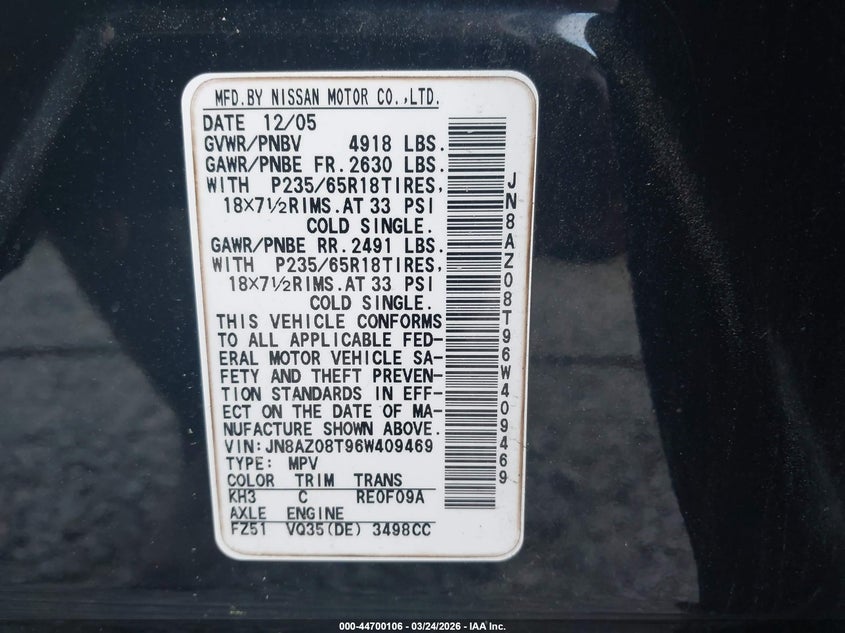 MFD.BY NISSAN MOTOR CO.,LTD.
DATE 12/05
GVWR/PNBV 4918 LBS.
GAWR/PNBE FR.2630 LBS.
WITH P235/65R18TIRES,
18×7½RIMS.AT 33 PSI
COLD SINGLE.
GAWR/PNBE RR.2491 LBS.
WITH P235/65R18TIRES,
18×7½RIMS.AT 33 PSI
COLD SINGLE.
THIS VEHICLE CONFORMS
TO ALL APPLICABLE FED-
ERAL MOTOR VEHICLE SA-
FETY AND THEFT PREVEN-
TION STANDARDS IN EFF-
ECT ON THE DATE OF MA-
NUFACTURE SHOWN ABOVE.
VIN:JN8AZ08T96W409469
TYPE: MPV
COLOR TRIM TRANS
KH3 C RE0F09A
AXLE ENGINE
FZ51 VQ35(DE) 3498CC
JN8AZ08T96W409469
000-44700106 - 03/24/2026 - IAA Inc.